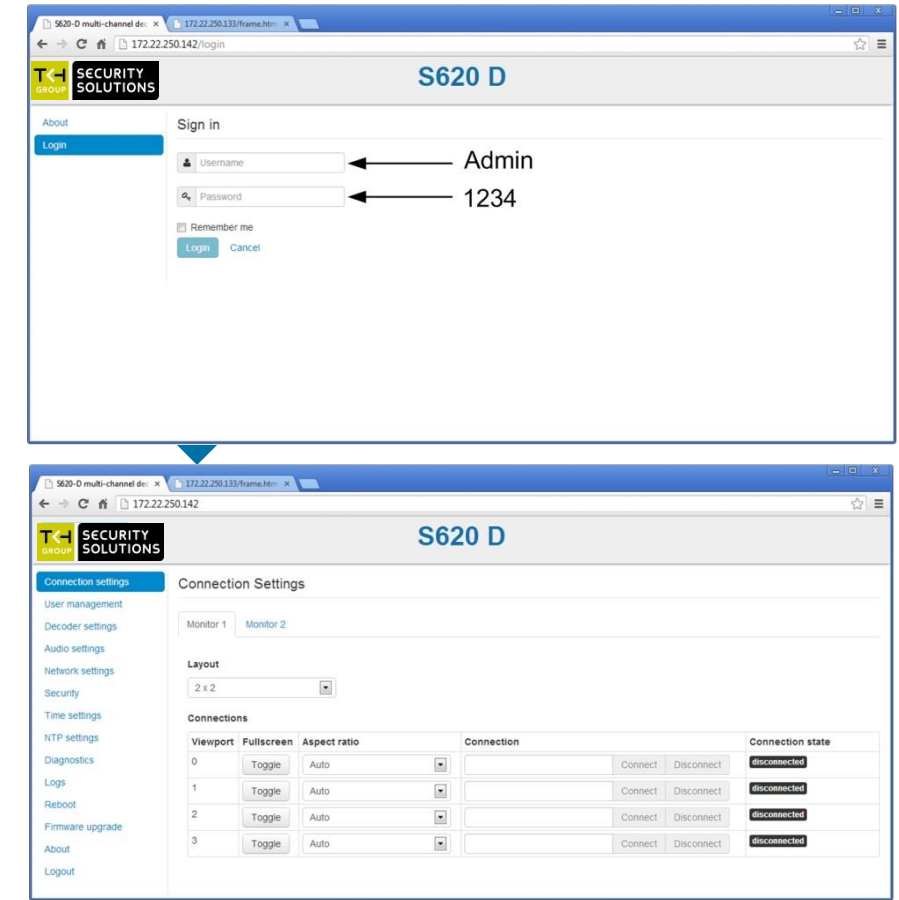 S620-D multi-channel dec × 172.22.250.133/frame.htm ×
172.22.250.142/login
TKH GROUP SECURITY SOLUTIONS
S620 D
About
Login
Sign in
Username
Admin
Password
1234
Remember me
Login Cancel
S620-D multi-channel dec × 172.22.250.133/frame.htm ×
172.22.250.142
TKH GROUP SECURITY SOLUTIONS
S620 D
Connection settings
User management
Decoder settings
Audio settings
Network settings
Security
Time settings
NTP settings
Diagnostics
Logs
Reboot
Firmware upgrade
About
Logout
Connection Settings
Monitor 1 Monitor 2
Layout
2 x 2
Connections
Viewport Fullscreen Aspect ratio Connection Connection state
0 Toggle Auto Connect Disconnect disconnected
1 Toggle Auto Connect Disconnect disconnected
2 Toggle Auto Connect Disconnect disconnected
3 Toggle Auto Connect Disconnect disconnected